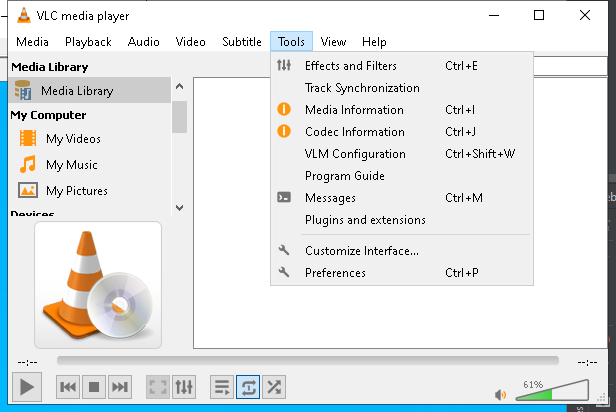 VLC media player
Media Playback Audio Video Subtitle Tools View Help
Media Library
Media Library
My Computer
My Videos
My Music
My Pictures
Effects and Filters Ctrl+E
Track Synchronization
Media Information Ctrl+I
Codec Information Ctrl+J
VLM Configuration Ctrl+Shift+W
Program Guide
Messages Ctrl+M
Plugins and extensions
Customize Interface...
Preferences Ctrl+P
--:-- --:--
61%